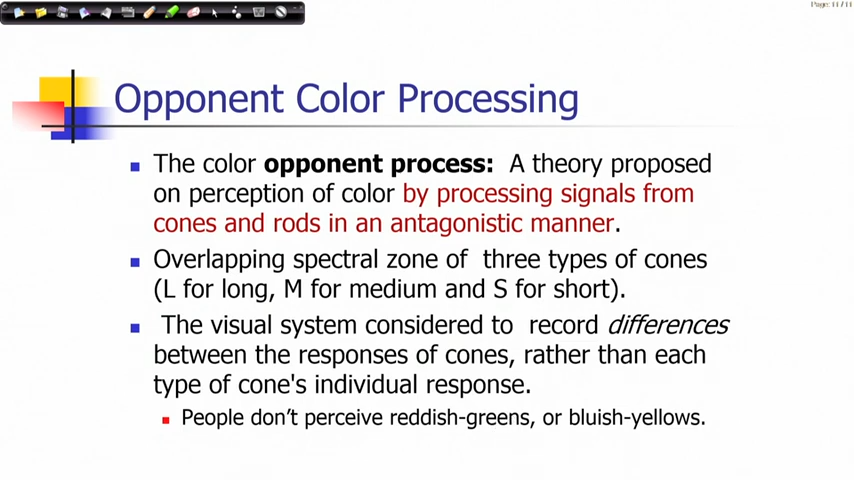 Page: 11 / 11
Opponent Color Processing
The color opponent process: A theory proposed
on perception of color by processing signals from
cones and rods in an antagonistic manner.
Overlapping spectral zone of three types of cones
(L for long, M for medium and S for short).
The visual system considered to record differences
between the responses of cones, rather than each
type of cone's individual response.
People don't perceive reddish-greens, or bluish-yellows.